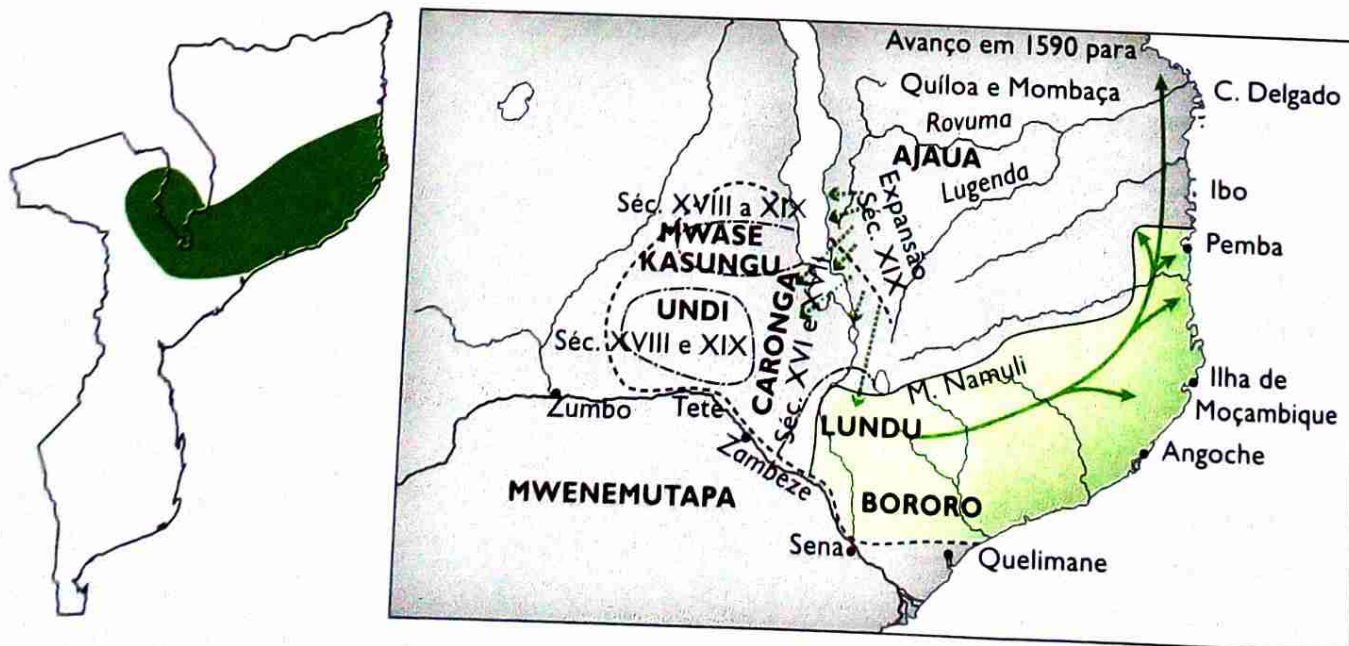 Avanço em 1590 para
Quíloa e Mombaça
C. Delgado
Rovuma
AJAUA
Lugenda
Expansão
Séc. XIX
Ibo
Pemba
Séc. XVIII a XIX
MWASE
KASUNGU
UNDI
Séc. XVIII e XIX
CARONGA
Séc. XVI e XVII
M. Namuli
Ilha de
Moçambique
Zumbo
Tete
LUNDU
Angoche
Zambeze
MWENEMUTAPA
BORORO
Sena
Quelimane